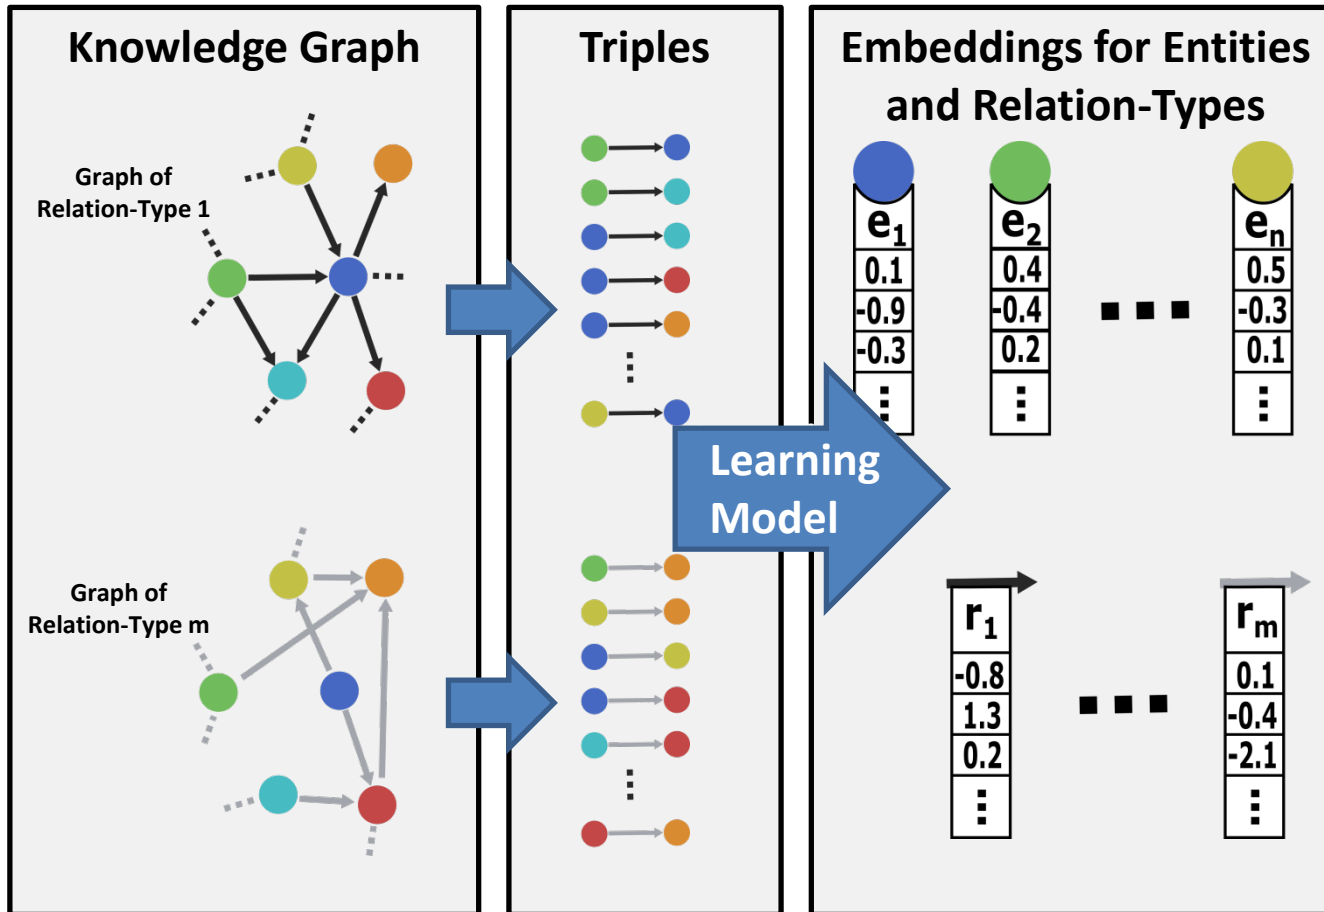 Knowledge Graph
Triples
Embeddings for Entities
and Relation-Types
Graph of
Relation-Type 1
e1 e2 en
0.1 0.4 0.5
-0.9 -0.4 -0.3
-0.3 0.2 0.1
Learning
Model
Graph of
Relation-Type m
r1 rm
-0.8 0.1
1.3 -0.4
0.2 -2.1